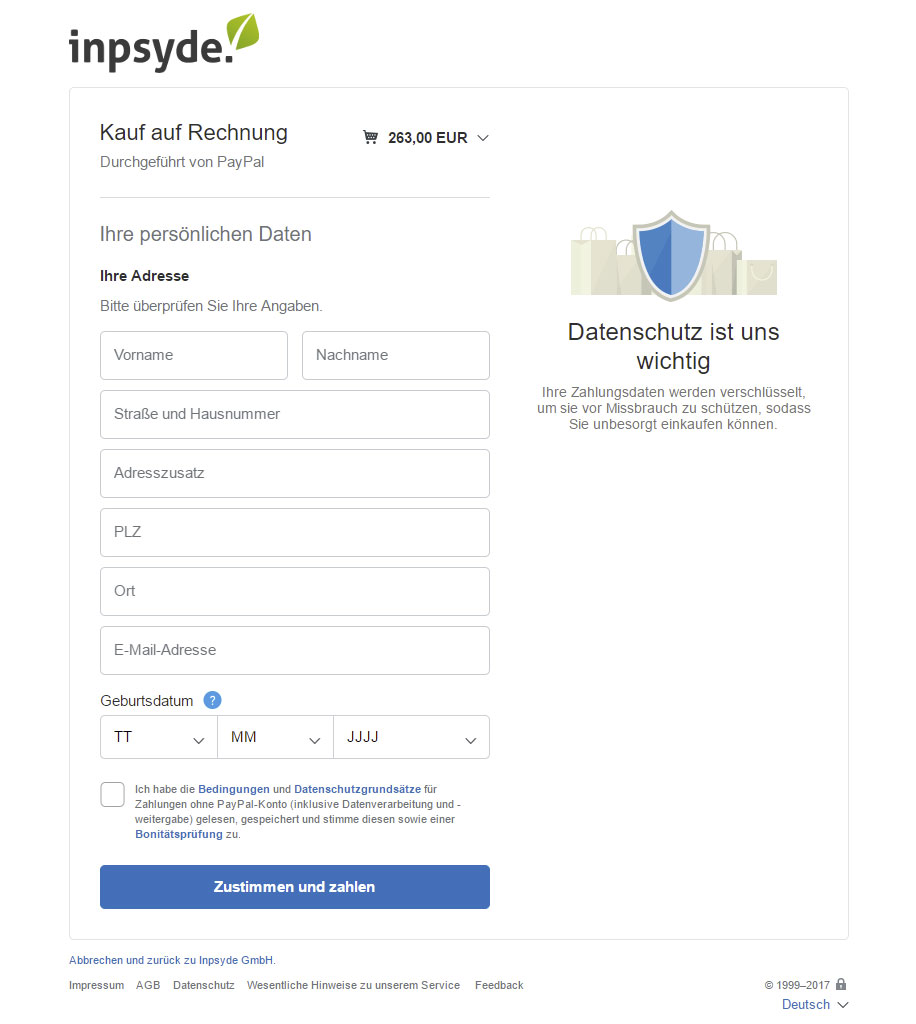 inpsyde.
Kauf auf Rechnung
263,00 EUR
Durchgeführt von PayPal
Ihre persönlichen Daten
Ihre Adresse
Bitte überprüfen Sie Ihre Angaben.
Vorname
Nachname
Straße und Hausnummer
Adresszusatz
PLZ
Ort
E-Mail-Adresse
Geburtsdatum ?
TT
MM
JJJJ
Ich habe die Bedingungen und Datenschutzgrundsätze für
Zahlungen ohne PayPal-Konto (inklusive Datenverarbeitung und -
weitergabe) gelesen, gespeichert und stimme diesen sowie einer
Bonitätsprüfung zu.
Zustimmen und zahlen
Datenschutz ist uns
wichtig
Ihre Zahlungsdaten werden verschlüsselt,
um sie vor Missbrauch zu schützen, sodass
Sie unbesorgt einkaufen können.
Abbrechen und zurück zu Inpsyde GmbH.
Impressum AGB Datenschutz Wesentliche Hinweise zu unserem Service Feedback
© 1999–2017
Deutsch